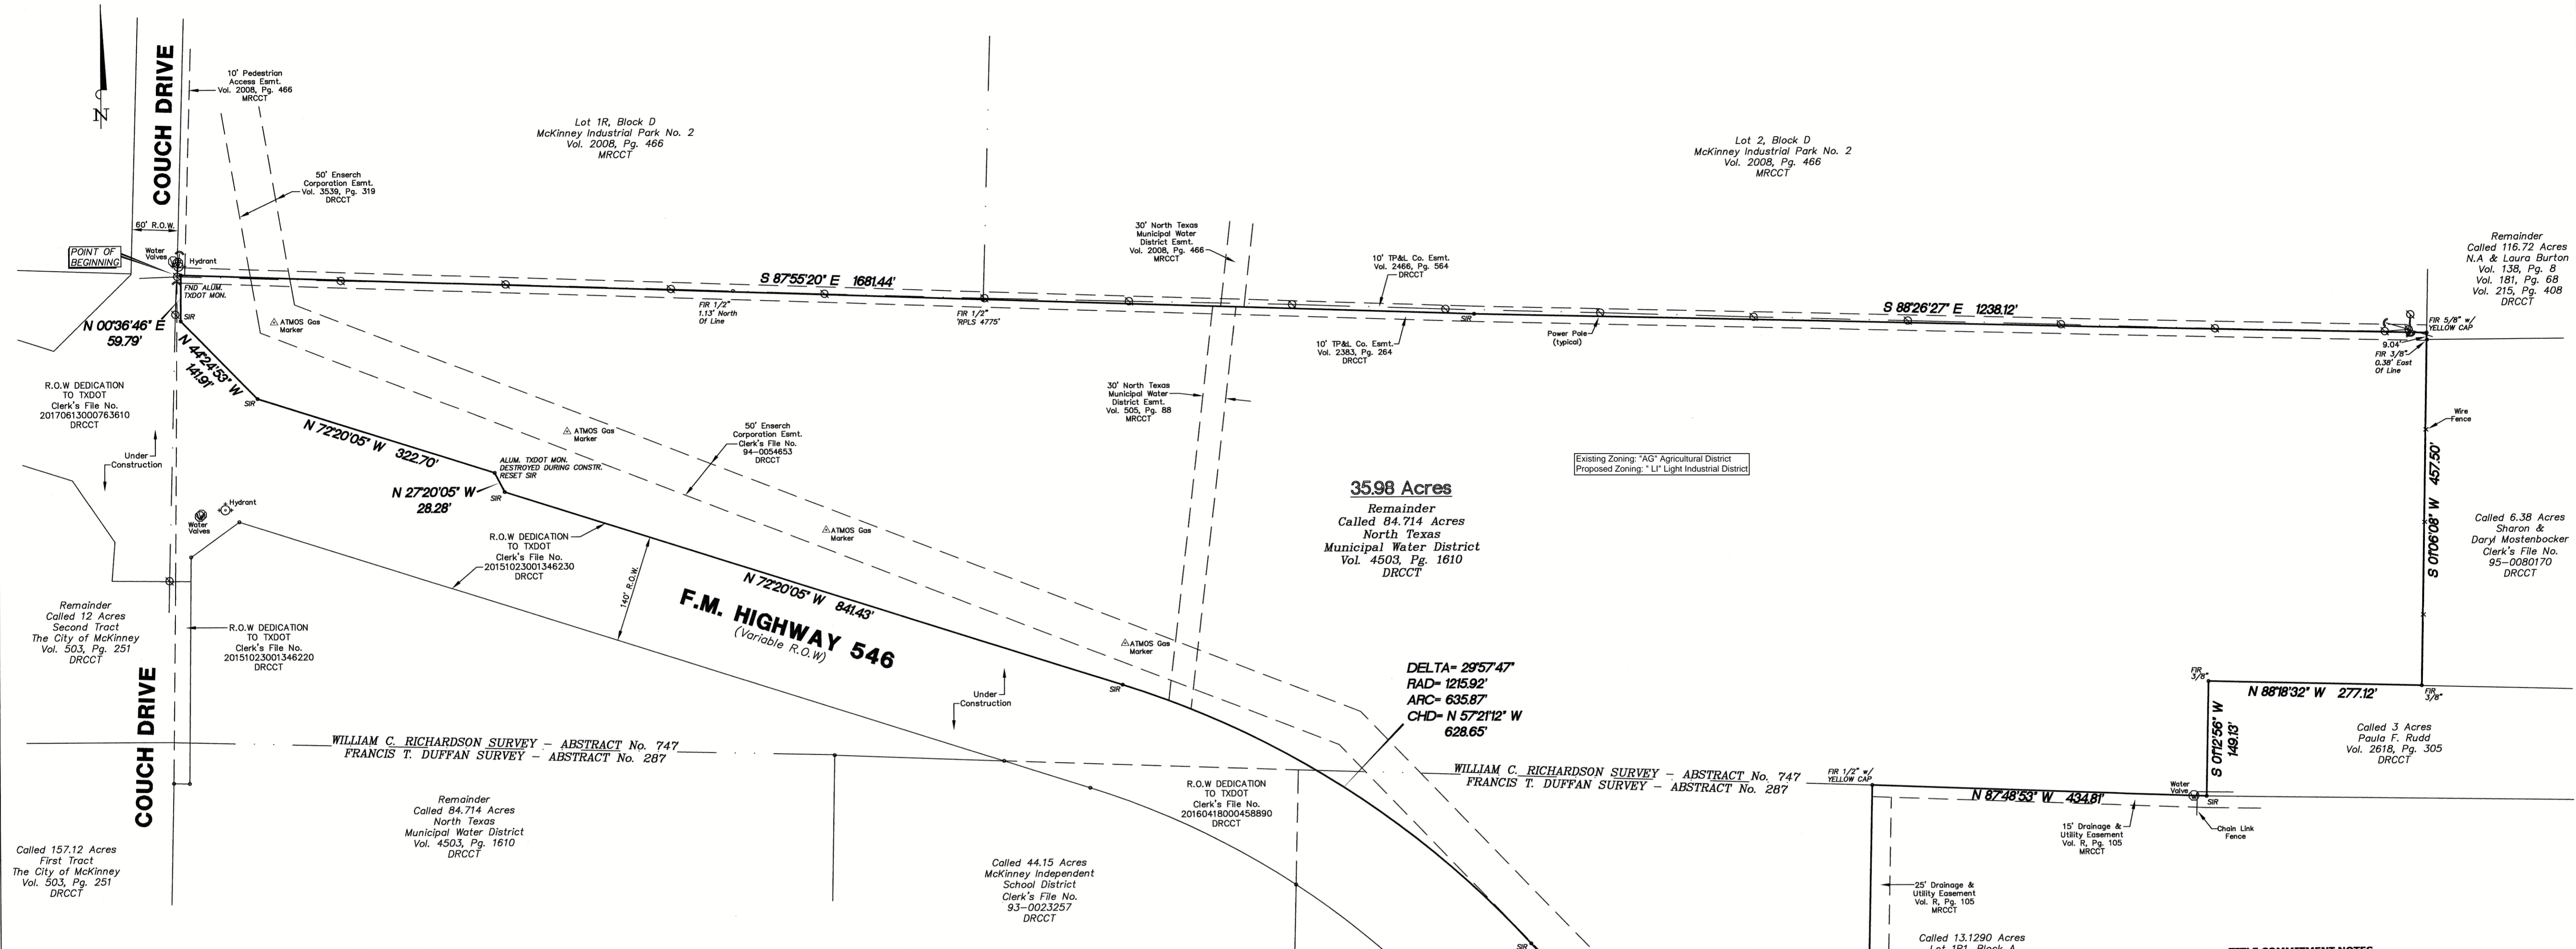 COUCH DRIVE
N
10' Pedestrian
Access Esmt.
Vol. 2008, Pg. 466
MRCCT
50' Enserch
Corporation Esmt.
Vol. 3539, Pg. 319
DRCCT
Lot 1R, Block D
McKinney Industrial Park No. 2
Vol. 2008, Pg. 466
MRCCT
Lot 2, Block D
McKinney Industrial Park No. 2
Vol. 2008, Pg. 466
MRCCT
60' R.O.W.
POINT OF
BEGINNING
Water
Valves
Hydrant
FND ALUM.
TXDOT MON.
30' North Texas
Municipal Water
District Esmt.
Vol. 2008, Pg. 466
MRCCT
10' TP&L Co. Esmt.
Vol. 2466, Pg. 564
DRCCT
Remainder
Called 116.72 Acres
N.A & Laura Burton
Vol. 138, Pg. 8
Vol. 181, Pg. 68
Vol. 215, Pg. 408
DRCCT
S 87°55'20" E 1681.44'
FIR 1/2"
1.13' North
Of Line
FIR 1/2"
'RPLS 4775'
SIR
S 88°26'27" E 1238.12'
Power Pole
(typical)
10' TP&L Co. Esmt.
Vol. 2383, Pg. 264
DRCCT
FIR 5/8" w/
YELLOW CAP
9.04'
FIR 3/8"
0.38' East
Of Line
N 00°36'46" E
59.79'
SIR
N 44°24'53" W
141.91'
SIR
ATMOS Gas
Marker
R.O.W DEDICATION
TO TXDOT
Clerk's File No.
20170613000763610
DRCCT
Under
Construction
N 72°20'05" W 322.70'
ALUM. TXDOT MON.
DESTROYED DURING CONSTR.
RESET SIR
N 27°20'05" W
28.28'
SIR
ATMOS Gas
Marker
50' Enserch
Corporation Esmt.
Clerk's File No.
94-0054653
DRCCT
30' North Texas
Municipal Water
District Esmt.
Vol. 505, Pg. 88
MRCCT
Wire
Fence
S 01°06'08" W 457.50'
Existing Zoning: "AG" Agricultural District
Proposed Zoning: " LI" Light Industrial District
35.98 Acres
Remainder
Called 84.714 Acres
North Texas
Municipal Water District
Vol. 4503, Pg. 1610
DRCCT
Called 6.38 Acres
Sharon &
Daryl Mostenbocker
Clerk's File No.
95-0080170
DRCCT
Hydrant
Water
Valves
R.O.W DEDICATION
TO TXDOT
Clerk's File No.
20151023001346230
DRCCT
ATMOS Gas
Marker
140' R.O.W.
N 72°20'05" W 841.43'
F.M. HIGHWAY 546
(Variable R.O.W)
Remainder
Called 12 Acres
Second Tract
The City of McKinney
Vol. 503, Pg. 251
DRCCT
R.O.W DEDICATION
TO TXDOT
Clerk's File No.
20151023001346220
DRCCT
ATMOS Gas
Marker
SIR
Under
Construction
DELTA= 29°57'47"
RAD= 1215.92'
ARC= 635.87'
CHD= N 57°21'12" W
628.65'
FIR
3/8"
N 88°18'32" W 277.12'
FIR
3/8"
S 01°12'56" W
149.13'
Called 3 Acres
Paula F. Rudd
Vol. 2618, Pg. 305
DRCCT
COUCH DRIVE
WILLIAM C. RICHARDSON SURVEY - ABSTRACT No. 747
FRANCIS T. DUFFAN SURVEY - ABSTRACT No. 287
WILLIAM C. RICHARDSON SURVEY - ABSTRACT No. 747
FRANCIS T. DUFFAN SURVEY - ABSTRACT No. 287
FIR 1/2" w/
YELLOW CAP
N 87°48'53" W 434.81'
Water
Valve
SIR
15' Drainage &
Utility Easement
Vol. R, Pg. 105
MRCCT
Chain Link
Fence
R.O.W DEDICATION
TO TXDOT
Clerk's File No.
20160418000458890
DRCCT
Remainder
Called 84.714 Acres
North Texas
Municipal Water District
Vol. 4503, Pg. 1610
DRCCT
Called 157.12 Acres
First Tract
The City of McKinney
Vol. 503, Pg. 251
DRCCT
Called 44.15 Acres
McKinney Independent
School District
Clerk's File No.
93-0023257
DRCCT
25' Drainage &
Utility Easement
Vol. R, Pg. 105
MRCCT
SIR
Called 13.1290 Acres
Lot 1R1, Block A
TITLE COMMITMENT NOTES